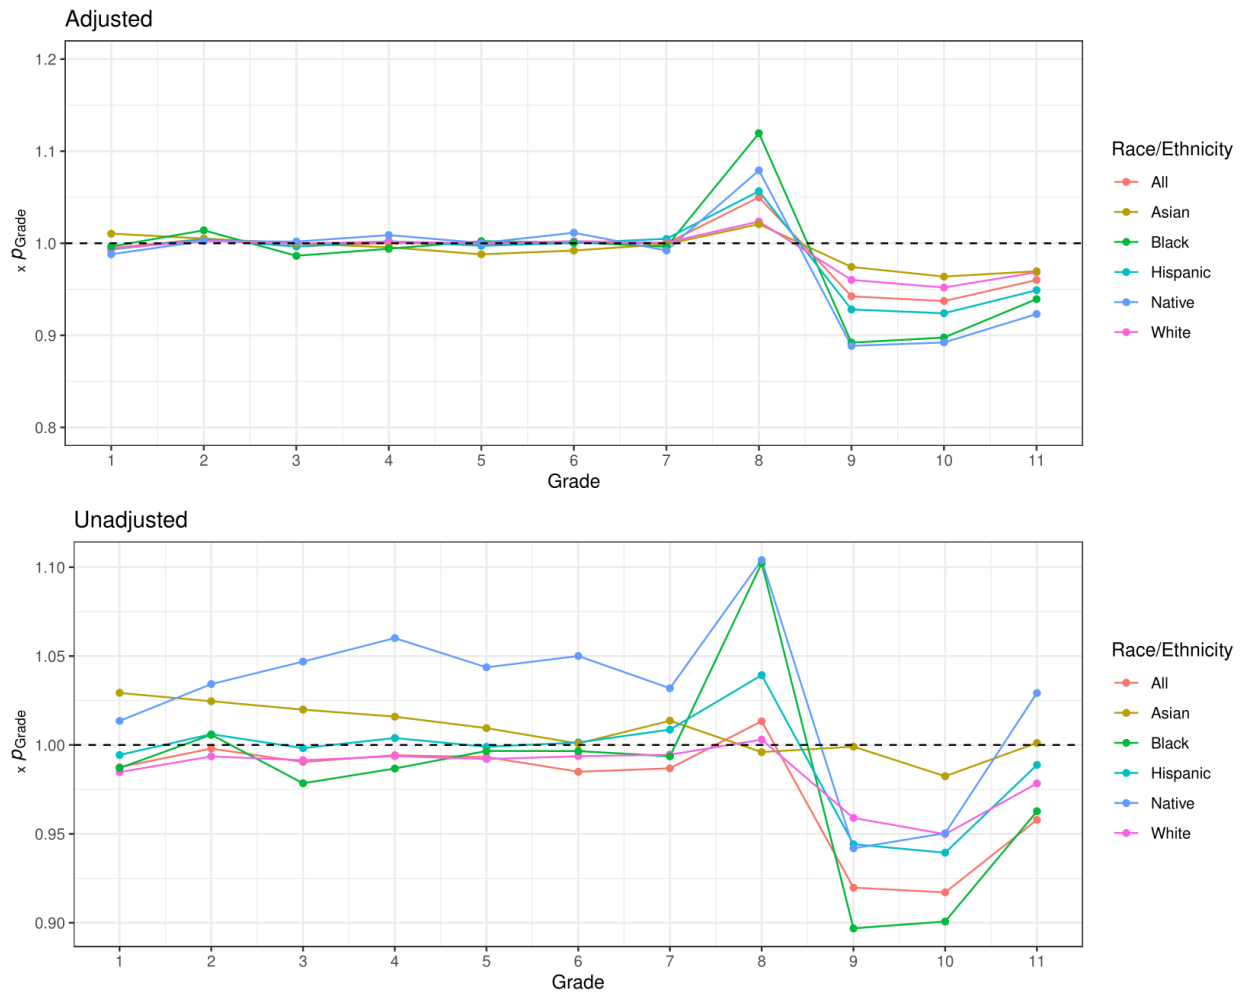 Adjusted
1.2
1.1
1.0
0.9
0.8
x pGrade
1 2 3 4 5 6 7 8 9 10 11
Grade
Race/Ethnicity
All
Asian
Black
Hispanic
Native
White
Unadjusted
1.10
1.05
1.00
0.95
0.90
x pGrade
1 2 3 4 5 6 7 8 9 10 11
Grade
Race/Ethnicity
All
Asian
Black
Hispanic
Native
White